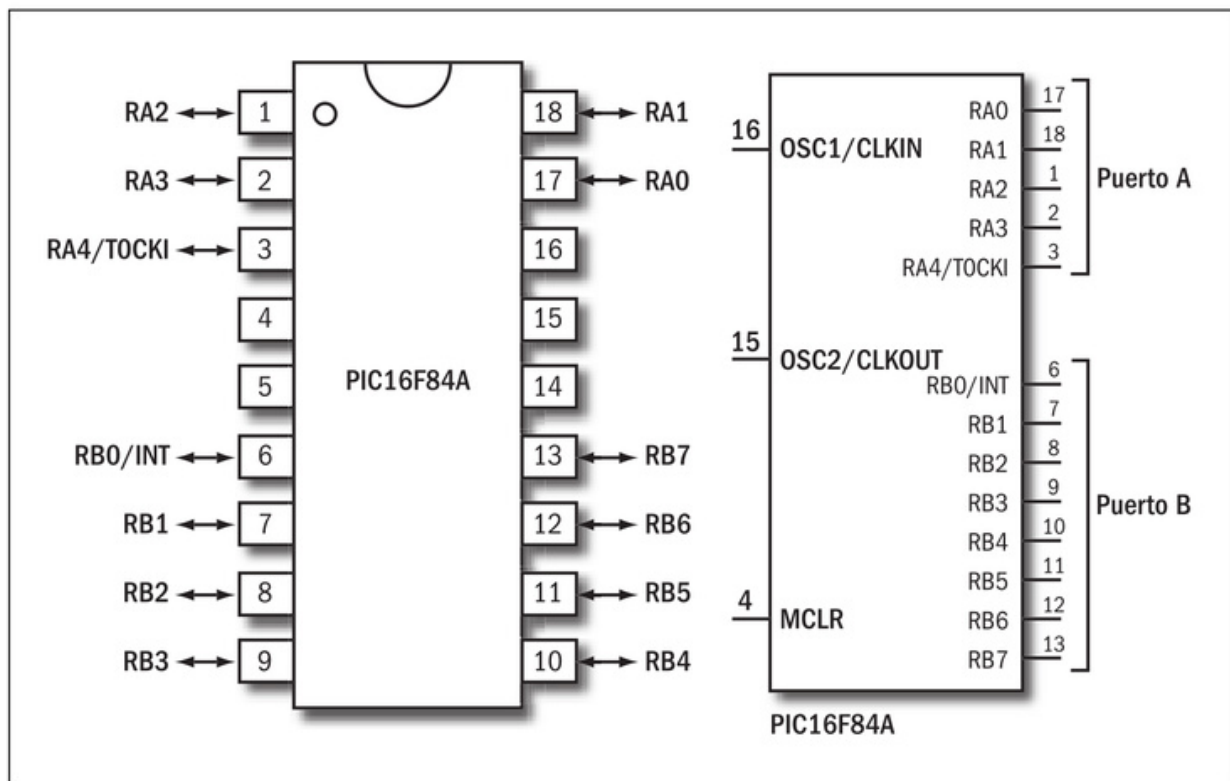 RA2 1
RA3 2
RA4/T0CKI 3
4
5
RB0/INT 6
RB1 7
RB2 8
RB3 9
PIC16F84A
18 RA1
17 RA0
16
15
14
13 RB7
12 RB6
11 RB5
10 RB4
16 OSC1/CLKIN
15 OSC2/CLKOUT
4 MCLR
RA0 17
RA1 18
RA2 1
RA3 2
RA4/T0CKI 3
Puerto A
RB0/INT 6
RB1 7
RB2 8
RB3 9
RB4 10
RB5 11
RB6 12
RB7 13
Puerto B
PIC16F84A